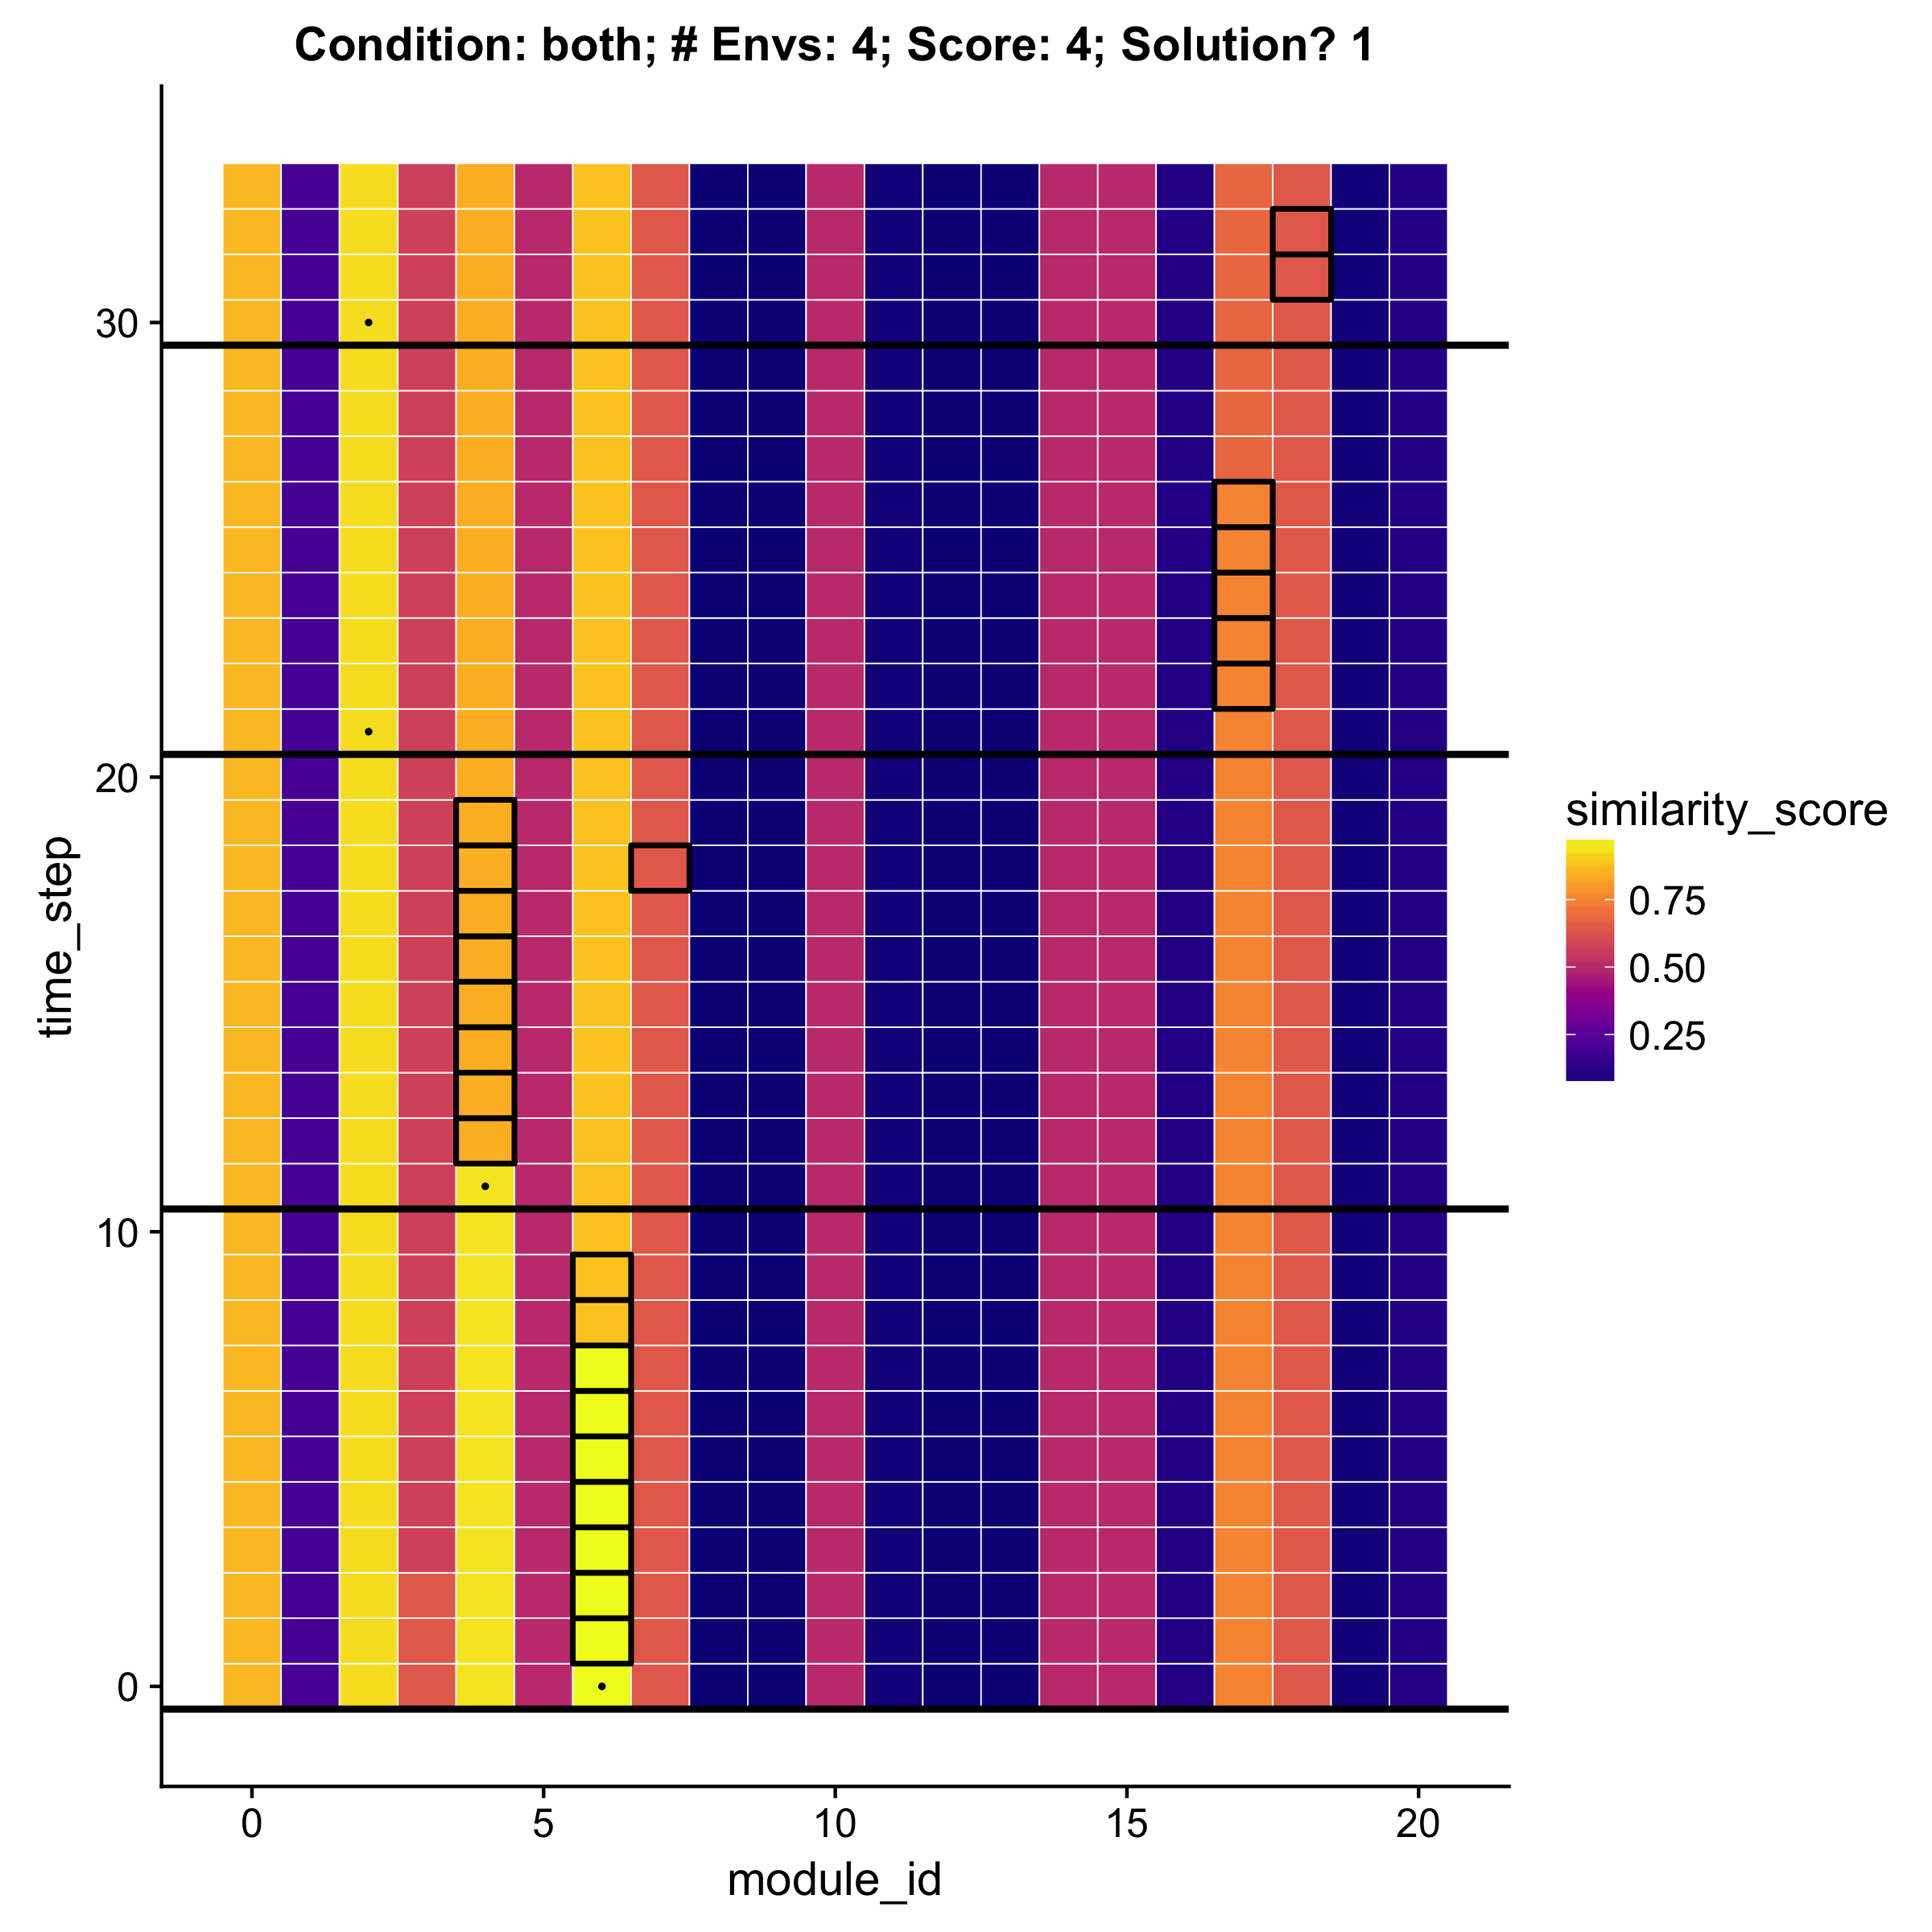 Condition: both; # Envs: 4; Score: 4; Solution? 1
30
20
10
0
time_step
0 5 10 15 20
module_id
similarity_score
0.75
0.50
0.25